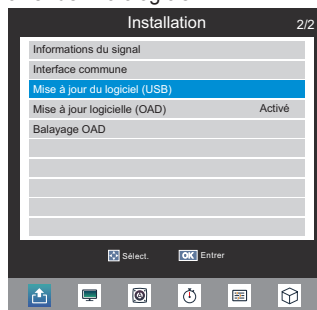 Installation 2/2
Informations du signal
Interface commune
Mise à jour du logiciel (USB)
Mise à jour logicielle (OAD) Activé
Balayage OAD
Sélect. OK Entrer